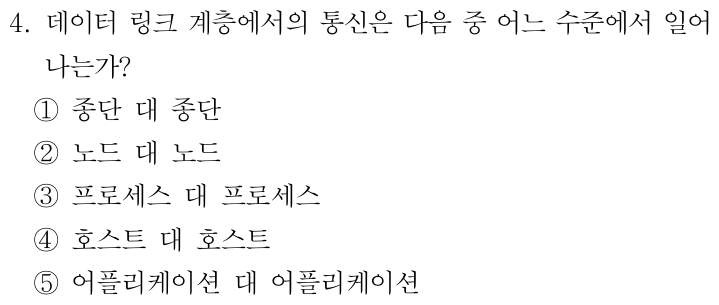 4. 데이터 링크 계층에서의 통신은 다음 중 어느 수준에서 일어
나는가?
① 종단 대 종단
② 노드 대 노드
③ 프로세스 대 프로세스
④ 호스트 대 호스트
⑤ 어플리케이션 대 어플리케이션